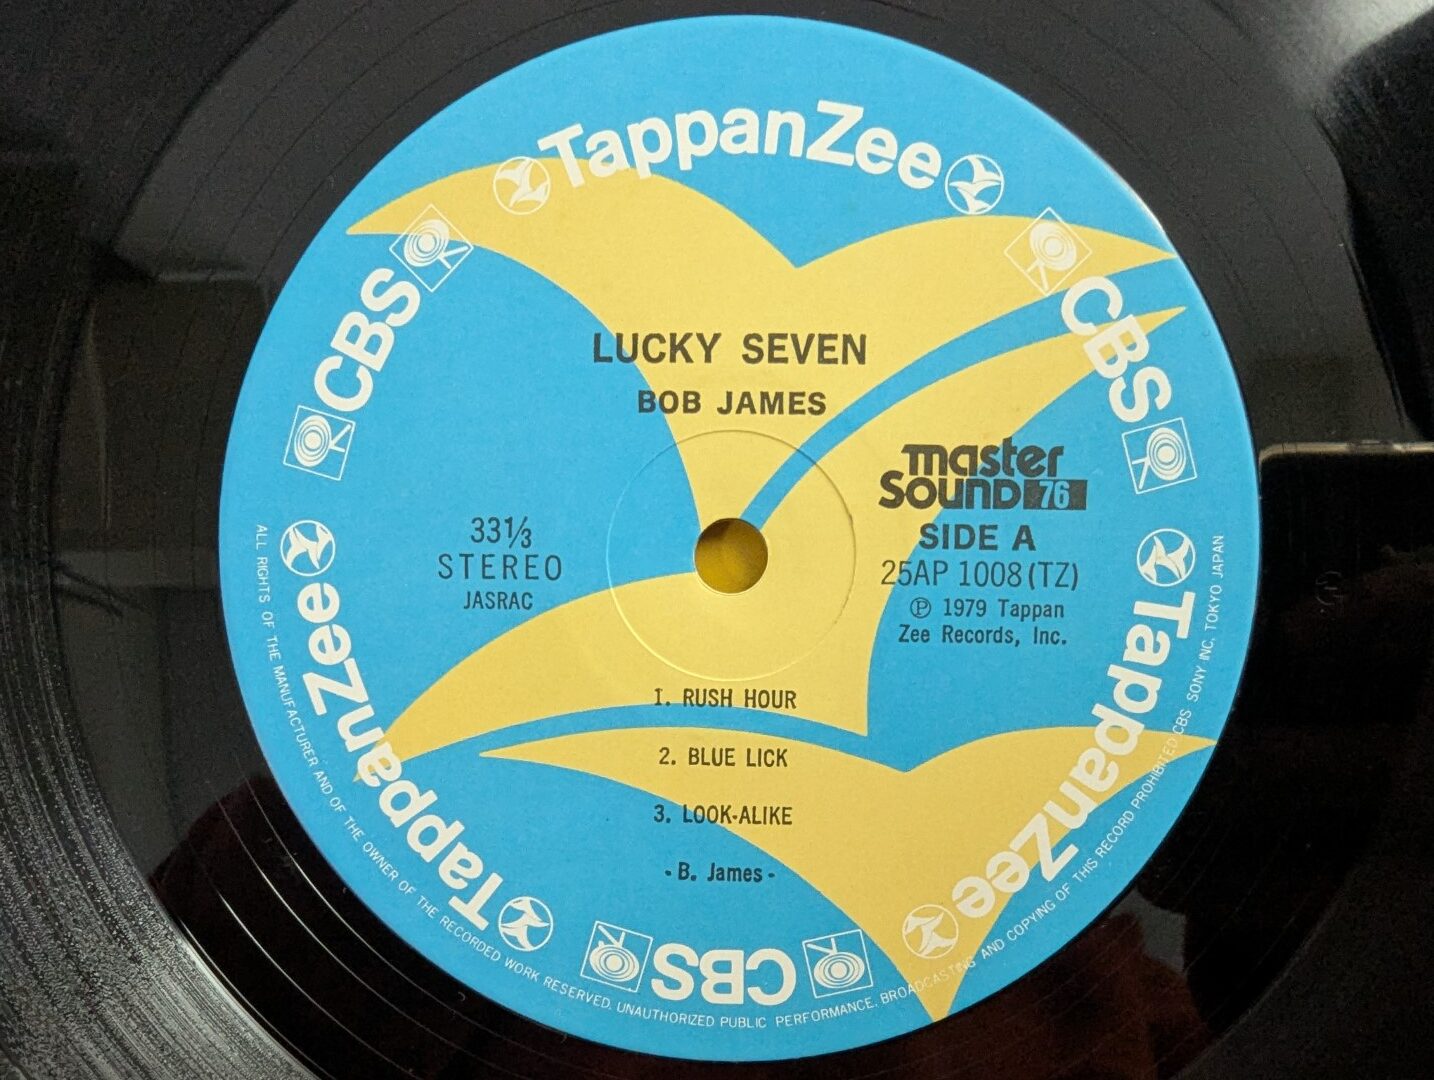 TappanZee
CBS
CBS
LUCKY SEVEN
BOB JAMES
master
Sound 76
SIDE A
25AP 1008 (TZ)
℗ 1979 Tappan
Zee Records, Inc.
33⅓
STEREO
JASRAC
1. RUSH HOUR
2. BLUE LICK
3. LOOK-ALIKE
- B. James -
TappanZee
TappanZee
CBS
ALL RIGHTS OF THE MANUFACTURER AND OF THE OWNER OF THE RECORDED WORK RESERVED. UNAUTHORIZED PUBLIC PERFORMANCE. BROADCASTING AND COPYING OF THIS RECORD PROHIBITED CBS SONY INC. TOKYO JAPAN